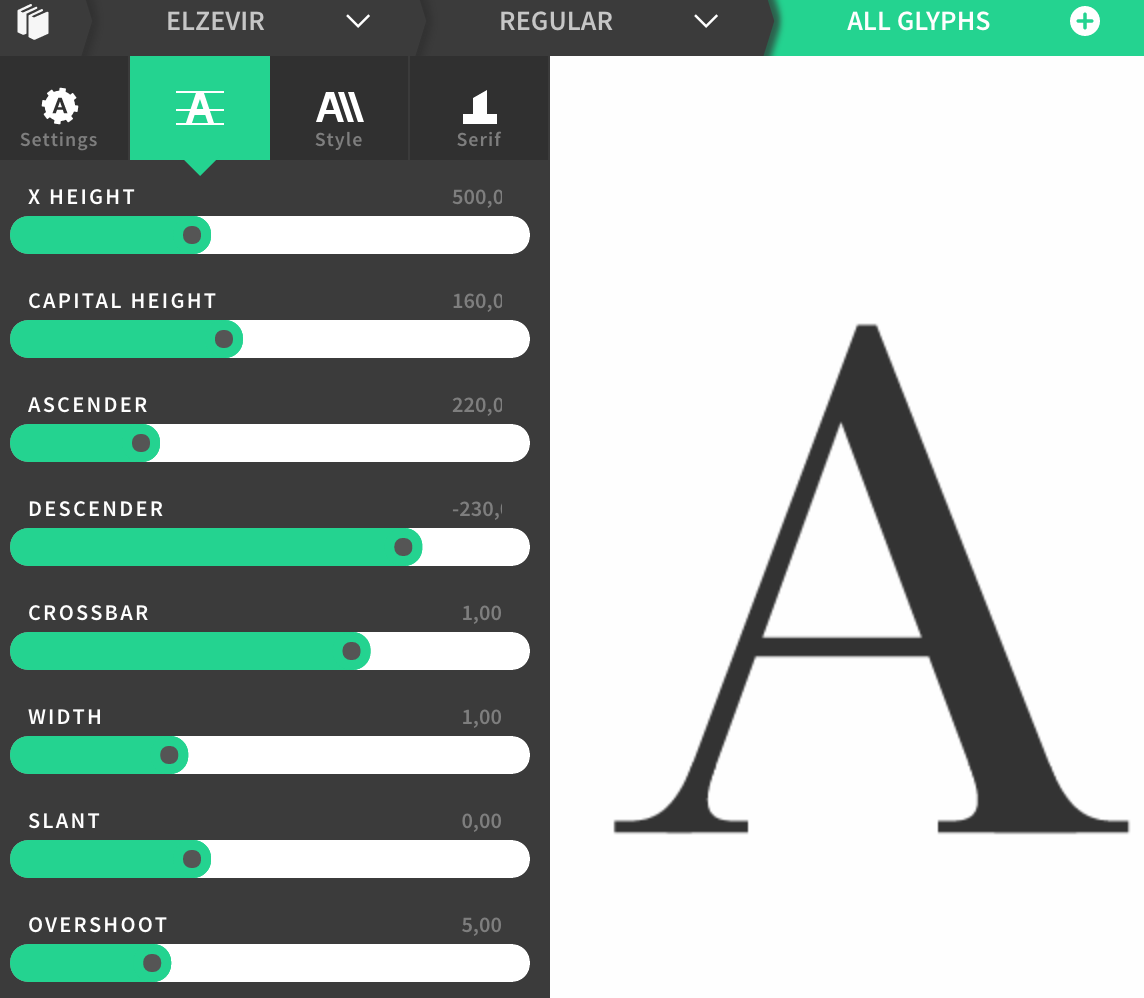 ELZEVIR REGULAR ALL GLYPHS
A A A\\
Settings Style Serif
X HEIGHT 500,0
CAPITAL HEIGHT 160,0
ASCENDER 220,0
DESCENDER -230,
CROSSBAR 1,00
WIDTH 1,00
SLANT 0,00
OVERSHOOT 5,00
A